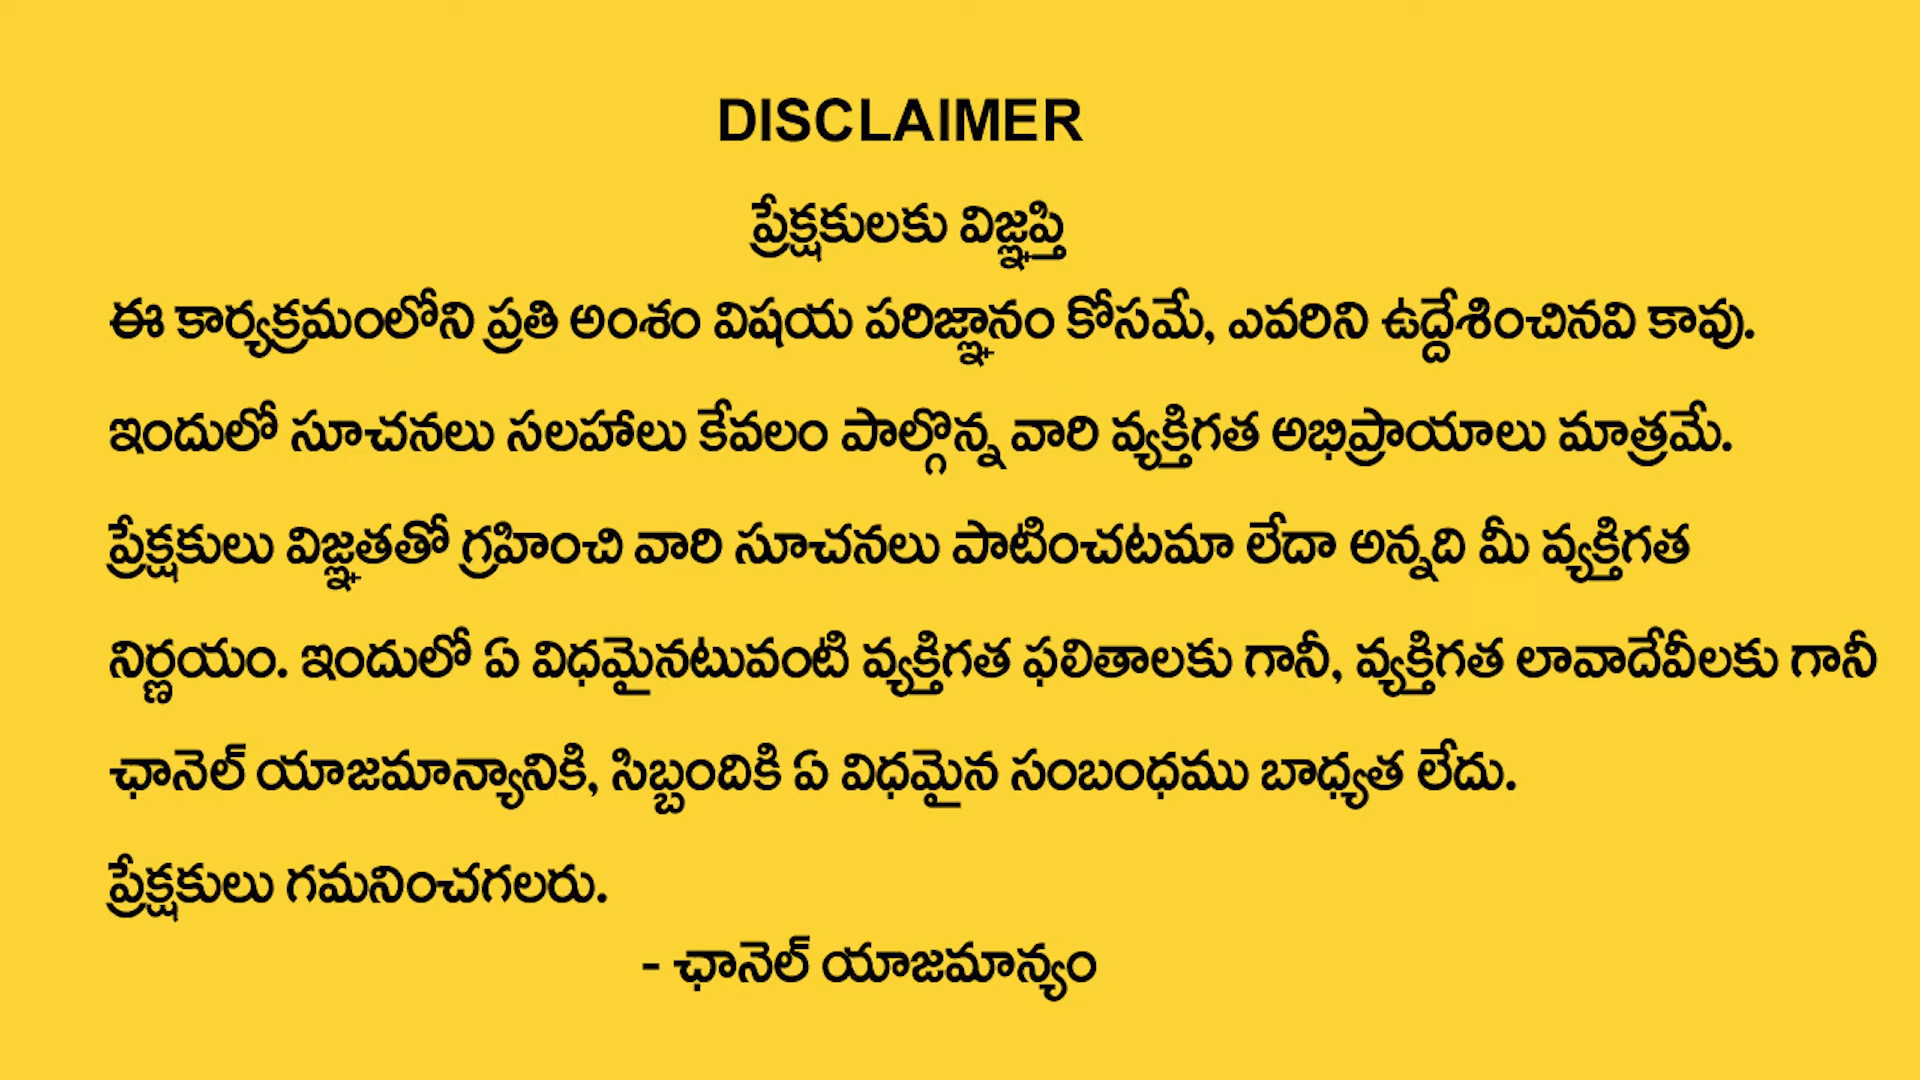 DISCLAIMER
ప్రేక్షకులకు విజ్ఞప్తి
ఈ కార్యక్రమంలోని ప్రతి అంశం విషయ పరిజ్ఞానం కోసమే, ఎవరిని ఉద్దేశించినవి కావు.
ఇందులో సూచనలు సలహాలు కేవలం పాల్గొన్న వారి వ్యక్తిగత అభిప్రాయాలు మాత్రమే.
ప్రేక్షకులు విజ్ఞతతో గ్రహించి వారి సూచనలు పాటించటమా లేదా అన్నది మీ వ్యక్తిగత
నిర్ణయం. ఇందులో ఏ విధమైనటువంటి వ్యక్తిగత ఫలితాలకు గానీ, వ్యక్తిగత లావాదేవీలకు గానీ
ఛానెల్ యాజమాన్యానికి, సిబ్బందికి ఏ విధమైన సంబంధము బాధ్యత లేదు.
ప్రేక్షకులు గమనించగలరు.
- ఛానెల్ యాజమాన్యం